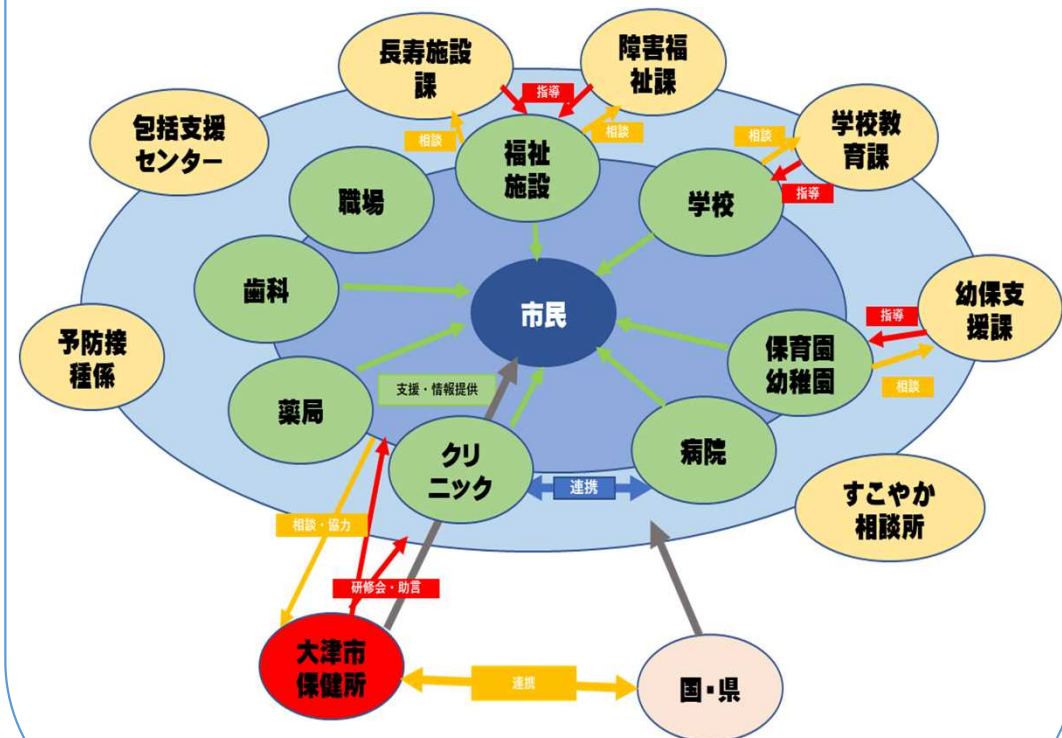 長寿施設
課
障害福
祉課
指導
相談
相談
包括支援
センター
福祉
施設
相談
学校教
育課
指導
職場
学校
歯科
市民
幼保支
援課
指導
相談
予防接
種係
保育園
幼稚園
支援・情報提供
薬局
クリ
ニック
病院
連携
すこやか
相談所
相談・協力
研修会・助言
大津市
保健所
連携
国・県